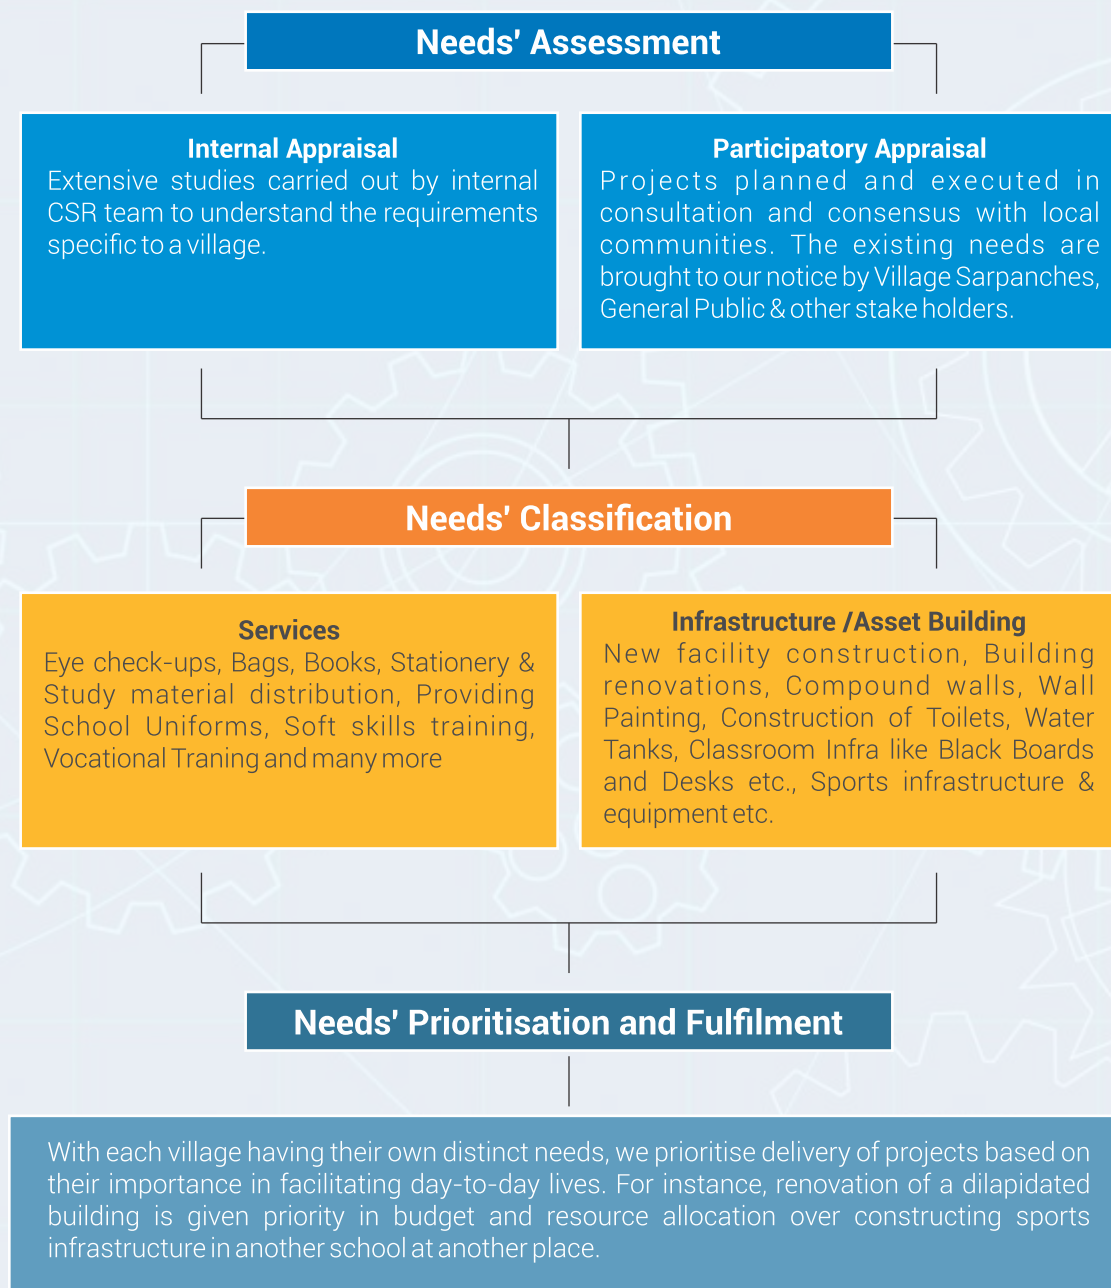 Needs' Assessment
Internal Appraisal
Extensive studies carried out by internal
CSR team to understand the requirements
specific to a village.
Participatory Appraisal
Projects planned and executed in
consultation and consensus with local
communities. The existing needs are
brought to our notice by Village Sarpanches,
General Public & other stake holders.
Needs' Classification
Services
Eye check-ups, Bags, Books, Stationery &
Study material distribution, Providing
School Uniforms, Soft skills training,
Vocational Traning and many more
Infrastructure /Asset Building
New facility construction, Building
renovations, Compound walls, Wall
Painting, Construction of Toilets, Water
Tanks, Classroom Infra like Black Boards
and Desks etc., Sports infrastructure &
equipment etc.
Needs' Prioritisation and Fulfilment
With each village having their own distinct needs, we prioritise delivery of projects based on
their importance in facilitating day-to-day lives. For instance, renovation of a dilapidated
building is given priority in budget and resource allocation over constructing sports
infrastructure in another school at another place.